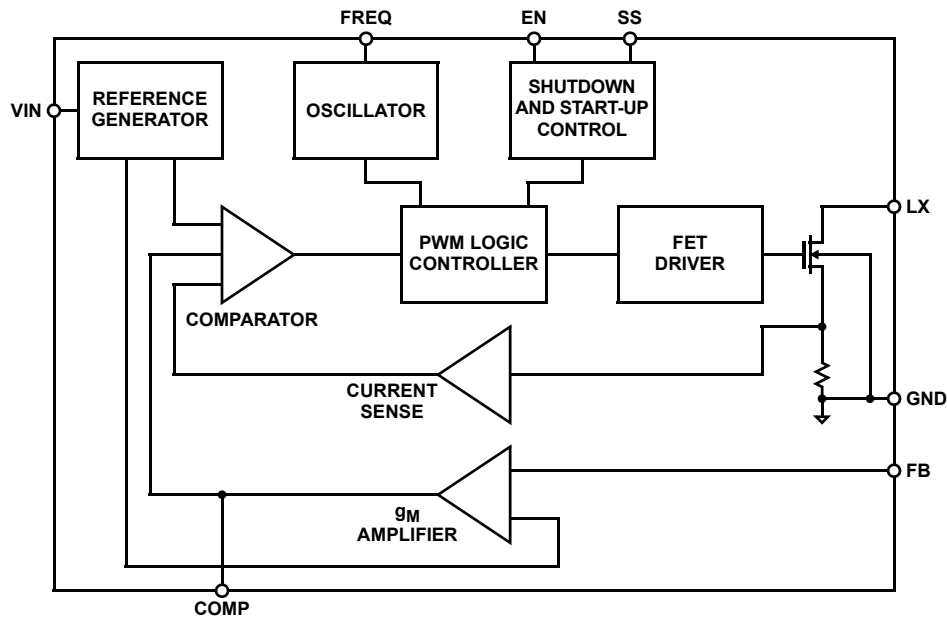 FREQ
EN
SS
VIN
REFERENCE
GENERATOR
OSCILLATOR
SHUTDOWN
AND START-UP
CONTROL
LX
PWM LOGIC
CONTROLLER
FET
DRIVER
COMPARATOR
CURRENT
SENSE
GND
FB
gM
AMPLIFIER
COMP